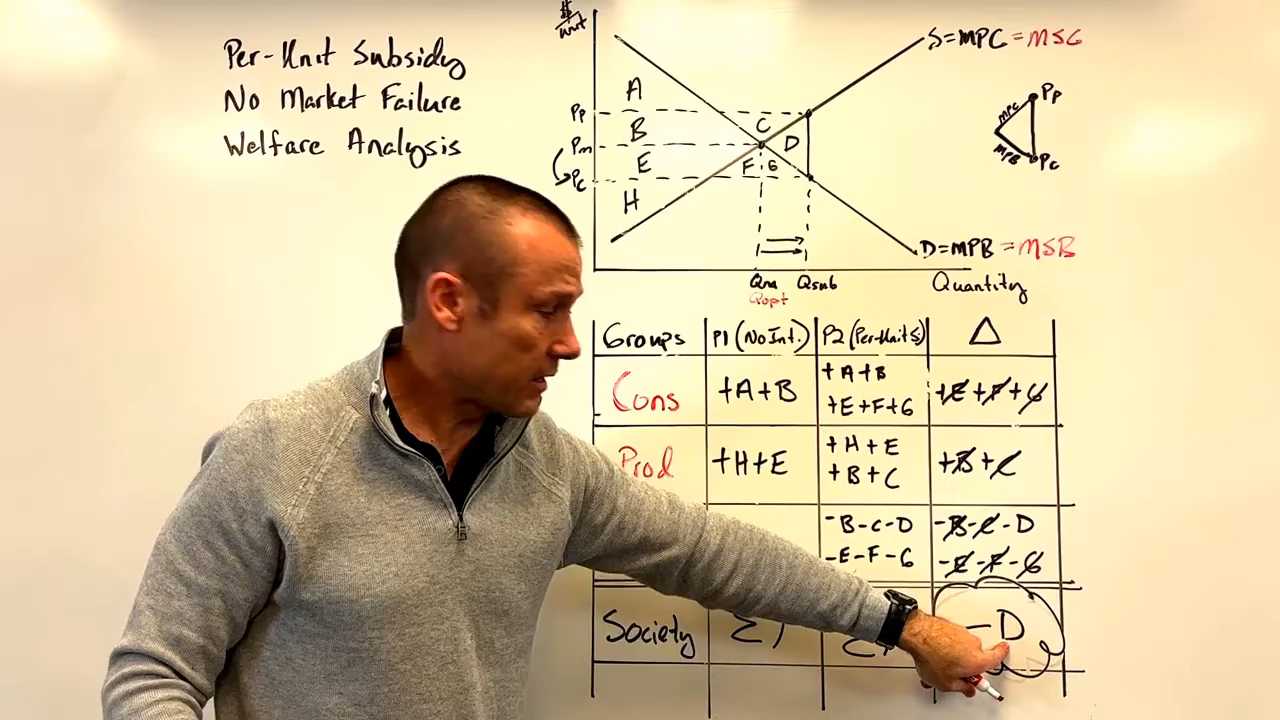 Per-Unit Subsidy
No Market Failure
Welfare Analysis
$/unit
S=MPC=MSC
A
Pp
C
B
Pm
D
E
F G
Pc
H
MPC
Pp
MPB
Pc
D=MPB=MSB
Qm Qsub Quantity
Qopt
Groups P1 (No Int.) P2 (Per-Unit S) Δ
Cons +A+B +A+B +E+F+G
+E+F+G
Prod +H+E +H+E +B+C
+B+C
-B-C-D -B-C-D
-E-F-G -E-F-G
Society -D